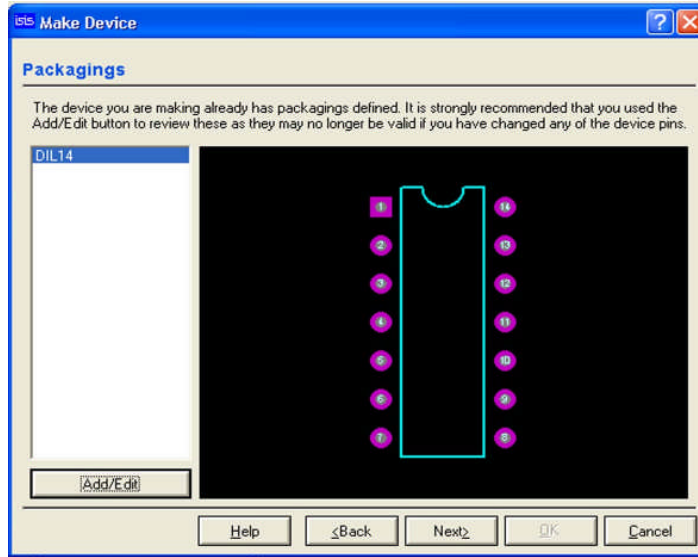 isis Make Device
Packagings
The device you are making already has packagings defined. It is strongly recommended that you used the
Add/Edit button to review these as they may no longer be valid if you have changed any of the device pins.
DIL14
1 14
2 13
3 12
4 11
5 10
6 9
7 8
Add/Edit
Help <Back Next> OK Cancel